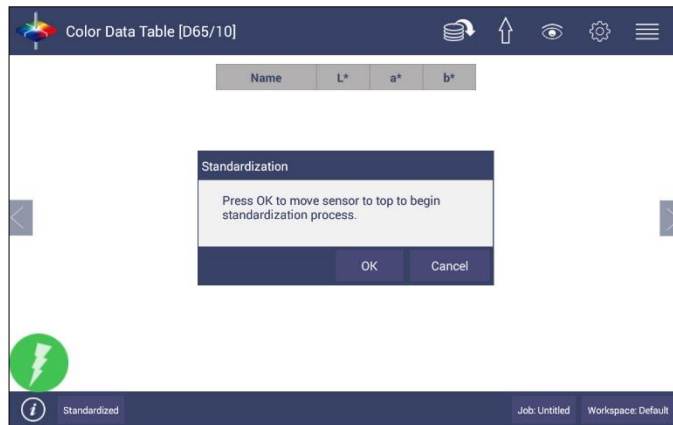 Color Data Table [D65/10]
Name L* a* b*
Standardization
Press OK to move sensor to top to begin
standardization process.
OK Cancel
i Standardized Job: Untitled Workspace: Default